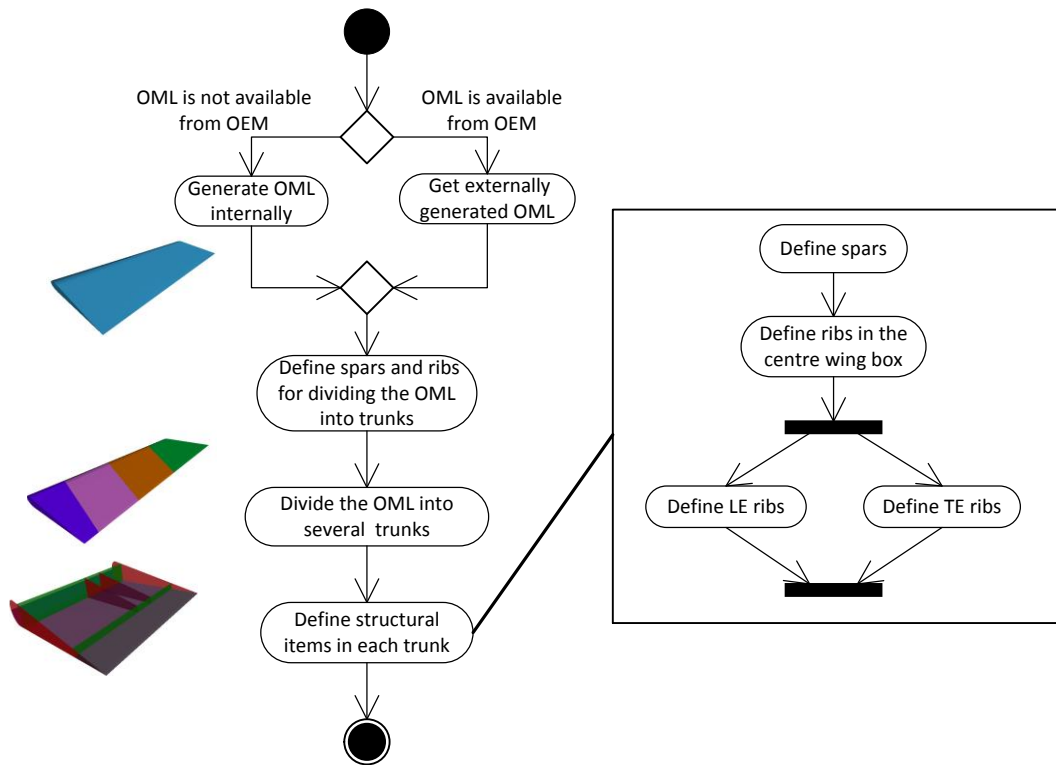 OML is not available
from OEM
OML is available
from OEM
Generate OML
internally
Get externally
generated OML
Define spars and ribs
for dividing the OML
into trunks
Divide the OML into
several trunks
Define structural
items in each trunk
Define spars
Define ribs in the
centre wing box
Define LE ribs
Define TE ribs